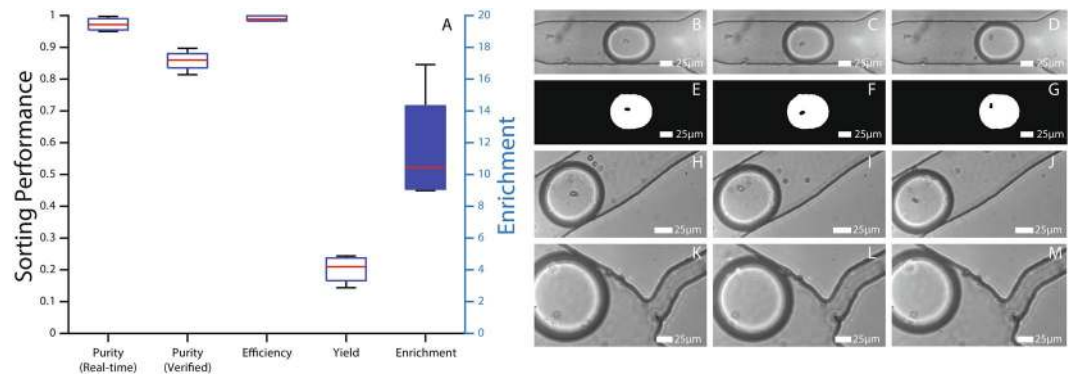 A
Sorting Performance
1
0.9
0.8
0.7
0.6
0.5
0.4
0.3
0.2
0.1
0
20
18
16
14
12
10
8
6
4
2
0
Enrichment
Purity
(Real-time)
Purity
(Verified)
Efficiency
Yield
Enrichment
B
25µm
C
25µm
D
25µm
E
25µm
F
25µm
G
25µm
H
25µm
I
25µm
J
25µm
K
25µm
L
25µm
M
25µm